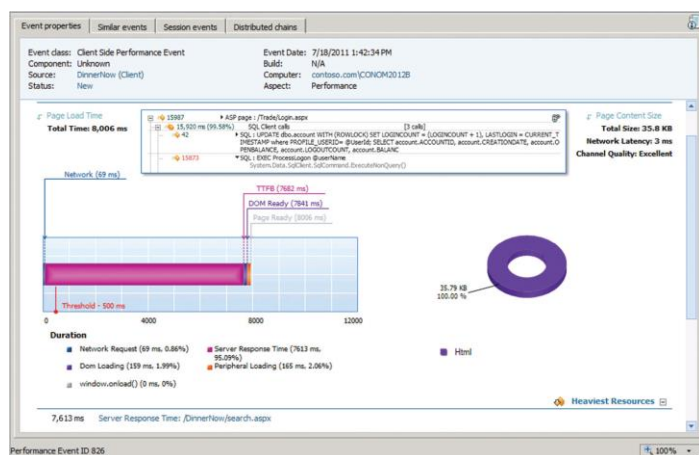 Event properties
Similar events
Session events
Distributed chains
Event class: Client Side Performance Event
Event Date: 7/18/2011 1:42:34 PM
Component: Unknown
Build: N/A
Source: DinnerNow (Client)
Computer: contoso.com\CONOM2012B
Status: New
Aspect: Performance
Page Load Time
Total Time: 8,006 ms
15987 ASP page : /Trade/Login.aspx
15,920 ms (99.58%) SQL Client calls [3 calls]
42 SQL : UPDATE dbo.account WITH (ROWLOCK) SET LOGINCOUNT = (LOGINCOUNT + 1), LASTLOGIN = CURRENT_T
IMESTAMP where PROFILE_USERID= @UserId; SELECT account.ACCOUNTID, account.CREATIONDATE, account.O
PENBALANCE, account.LOGOUTCOUNT, account.BALANC
15873 SQL : EXEC ProcessLogon @userName
System.Data.SqlClient.SqlCommand.ExecuteNonQuery()
Page Content Size
Total Size: 35.8 KB
Network Latency: 3 ms
Channel Quality: Excellent
Network (69 ms)
TTFB (7682 ms)
DOM Ready (7841 ms)
Page Ready (8006 ms)
Threshold - 500 ms
0 4000 8000 12000
35.79 KB
100.00 %
Duration
Network Request (69 ms, 0.86%)
Server Response Time (7613 ms,
95.09%)
Dom Loading (159 ms, 1.99%)
Peripheral Loading (165 ms, 2.06%)
window.onload() (0 ms, 0%)
Html
Heaviest Resources
7,613 ms Server Response Time: /DinnerNow/search.aspx
Performance Event ID 826
100%